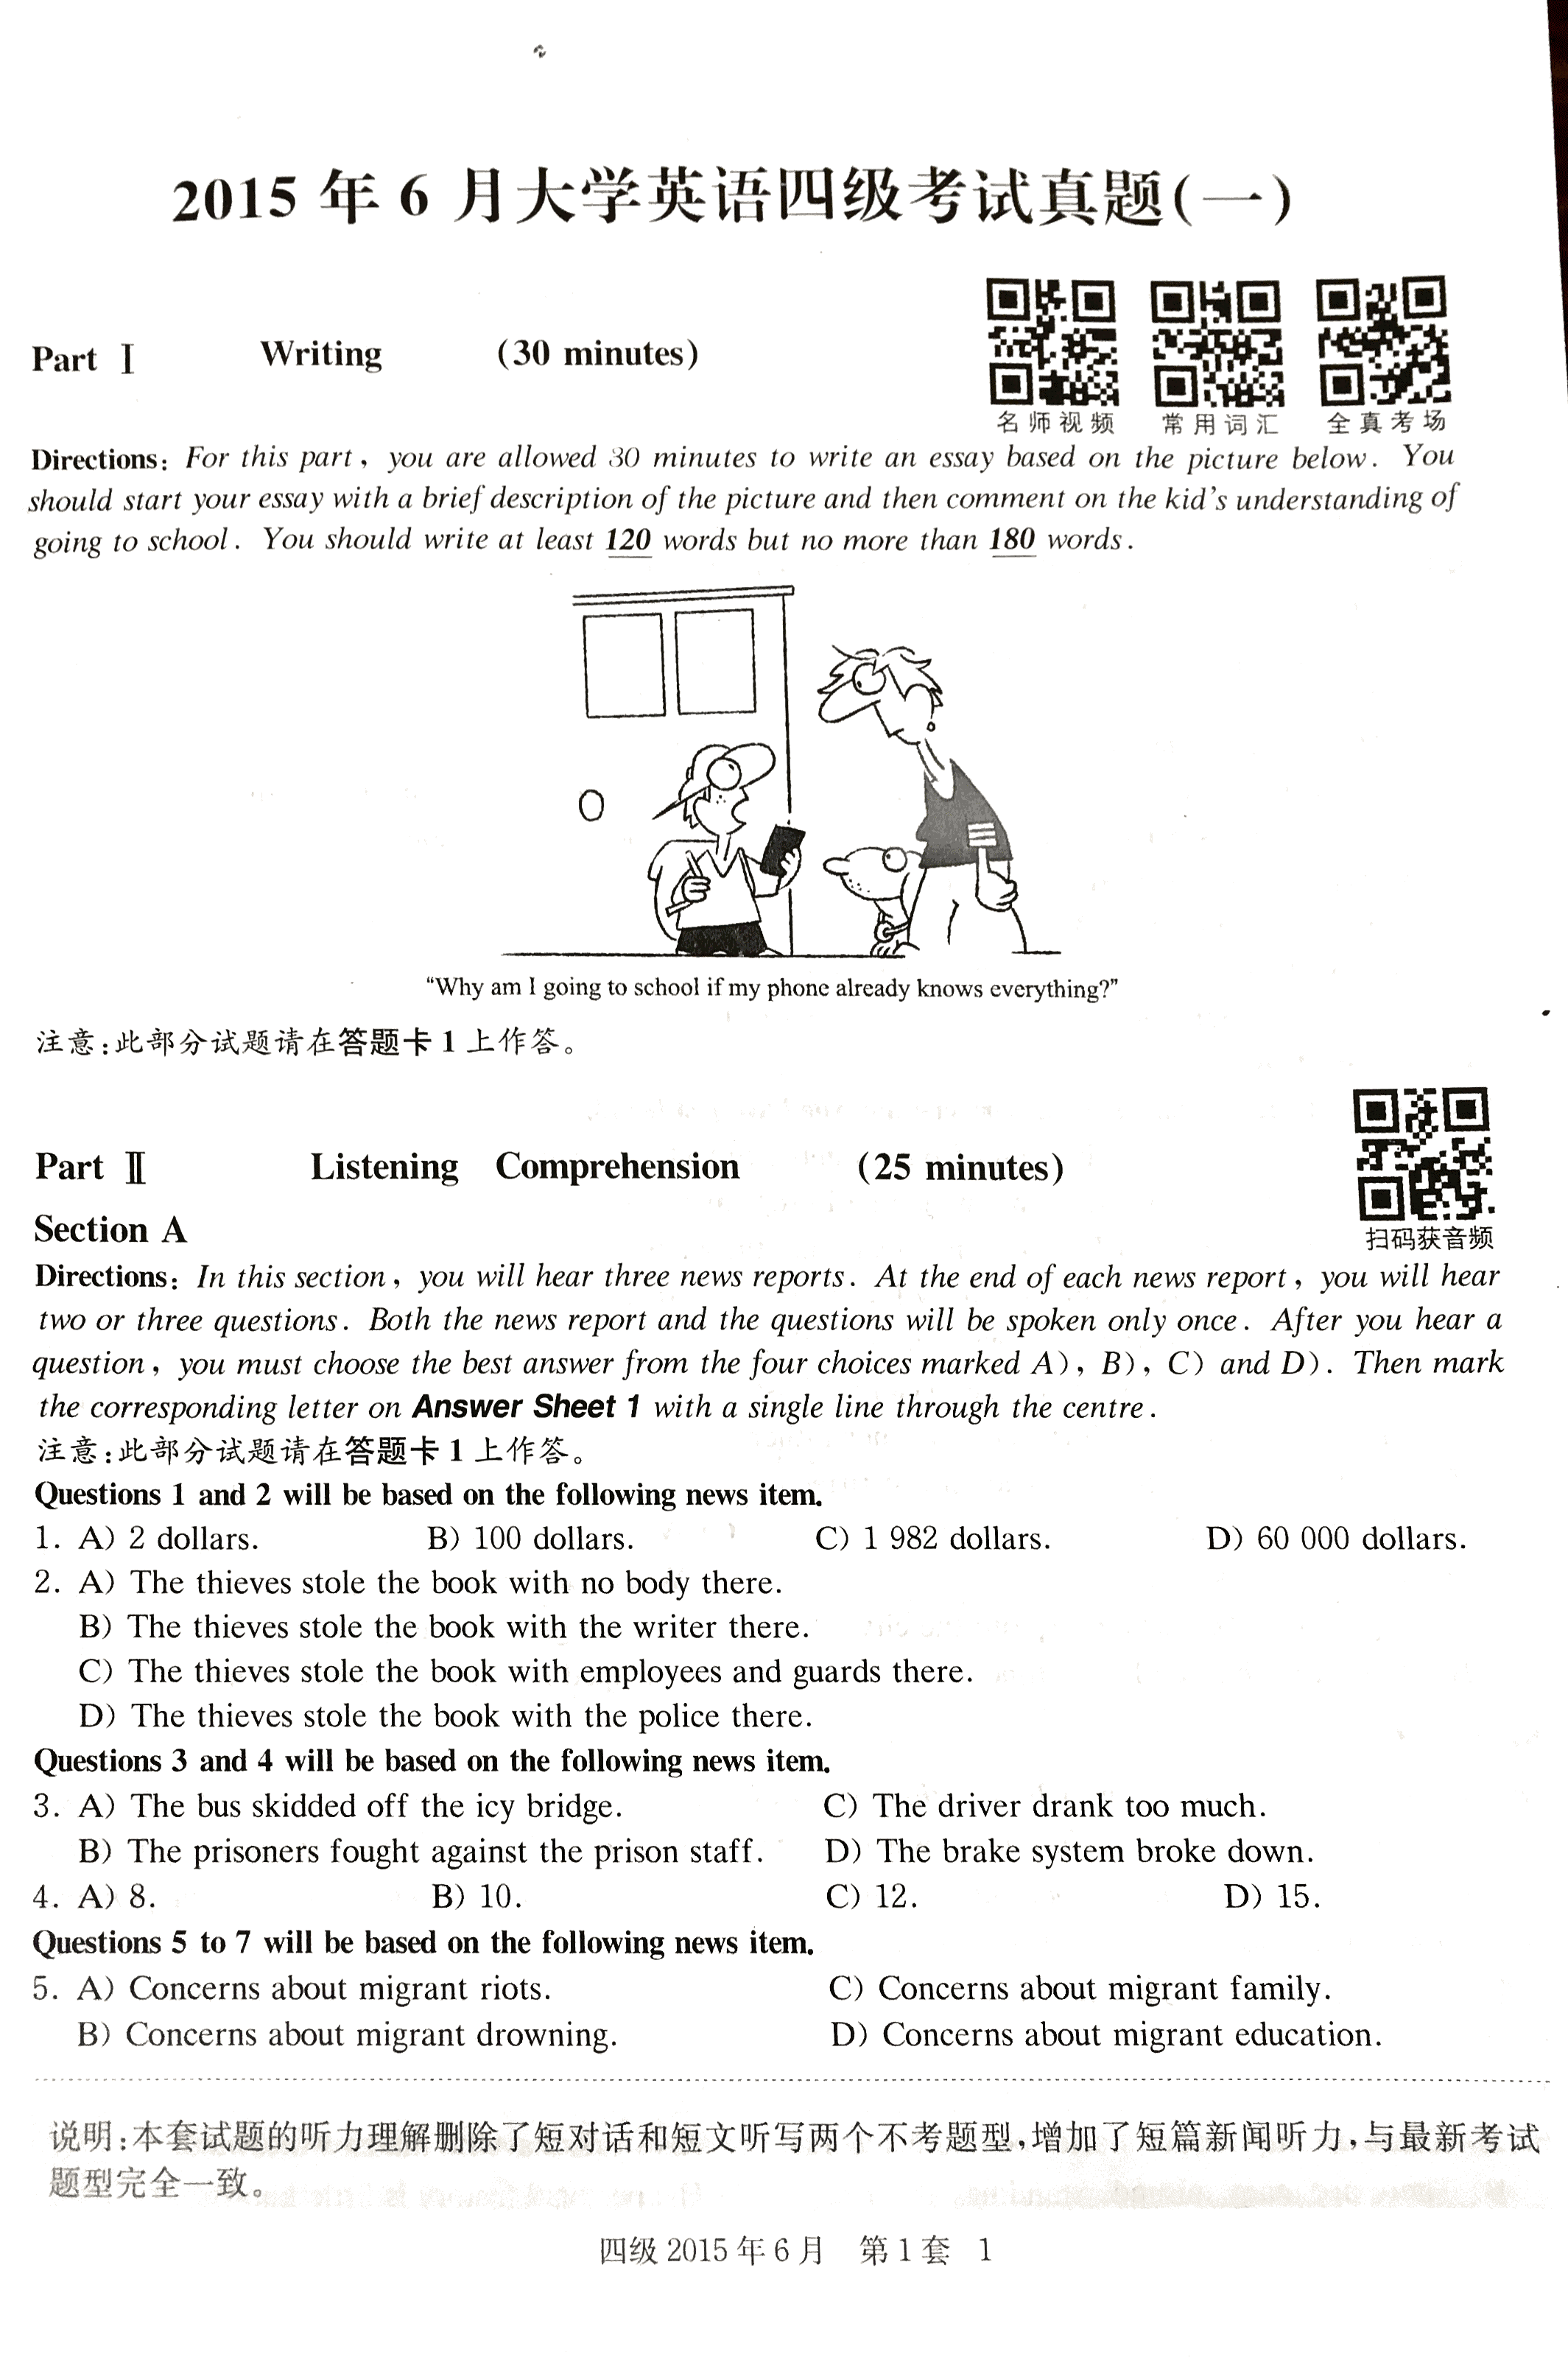 2015 年 6 月大学英语四级考试真题(一)
Part Ⅰ Writing (30 minutes)
名师视频 常用词汇 全真考场
Directions: For this part, you are allowed 30 minutes to write an essay based on the picture below. You
should start your essay with a brief description of the picture and then comment on the kid's understanding of
going to school. You should write at least 120 words but no more than 180 words.
"Why am I going to school if my phone already knows everything?"
注意:此部分试题请在答题卡 1 上作答。
Part Ⅱ Listening Comprehension (25 minutes)
扫码获音频
Section A
Directions: In this section, you will hear three news reports. At the end of each news report, you will hear
two or three questions. Both the news report and the questions will be spoken only once. After you hear a
question, you must choose the best answer from the four choices marked A), B), C) and D). Then mark
the corresponding letter on Answer Sheet 1 with a single line through the centre.
注意:此部分试题请在答题卡 1 上作答。
Questions 1 and 2 will be based on the following news item.
1. A) 2 dollars. B) 100 dollars. C) 1 982 dollars. D) 60 000 dollars.
2. A) The thieves stole the book with no body there.
B) The thieves stole the book with the writer there.
C) The thieves stole the book with employees and guards there.
D) The thieves stole the book with the police there.
Questions 3 and 4 will be based on the following news item.
3. A) The bus skidded off the icy bridge. C) The driver drank too much.
B) The prisoners fought against the prison staff. D) The brake system broke down.
4. A) 8. B) 10. C) 12. D) 15.
Questions 5 to 7 will be based on the following news item.
5. A) Concerns about migrant riots. C) Concerns about migrant family.
B) Concerns about migrant drowning. D) Concerns about migrant education.
说明:本套试题的听力理解删除了短对话和短文听写两个不考题型,增加了短篇新闻听力,与最新考试
题型完全一致。
四级 2015 年 6 月 第 1 套 1